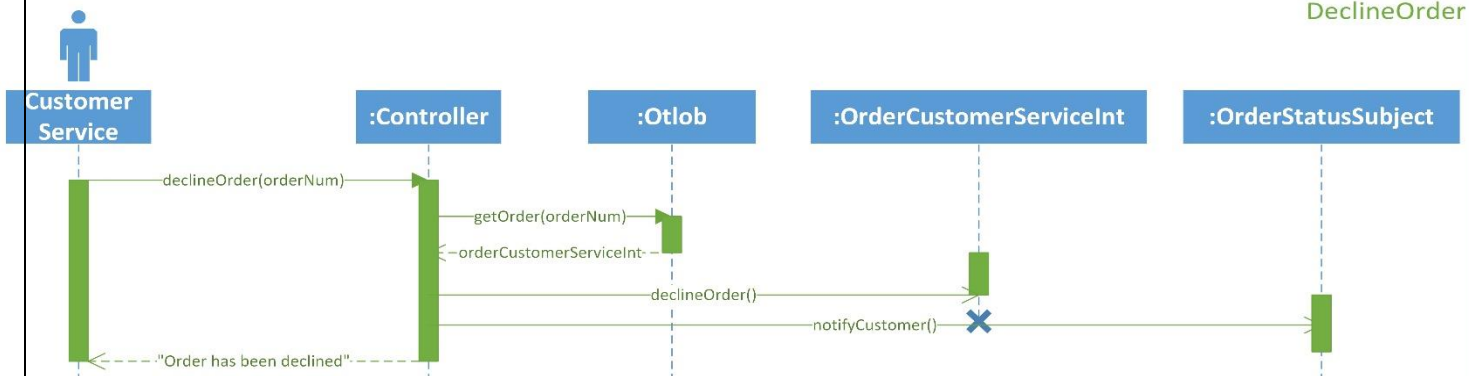 DeclineOrder
Customer
Service
:Controller
:Otlob
:OrderCustomerServiceInt
:OrderStatusSubject
declineOrder(orderNum)
getOrder(orderNum)
orderCustomerServiceInt
declineOrder()
notifyCustomer()
"Order has been declined"